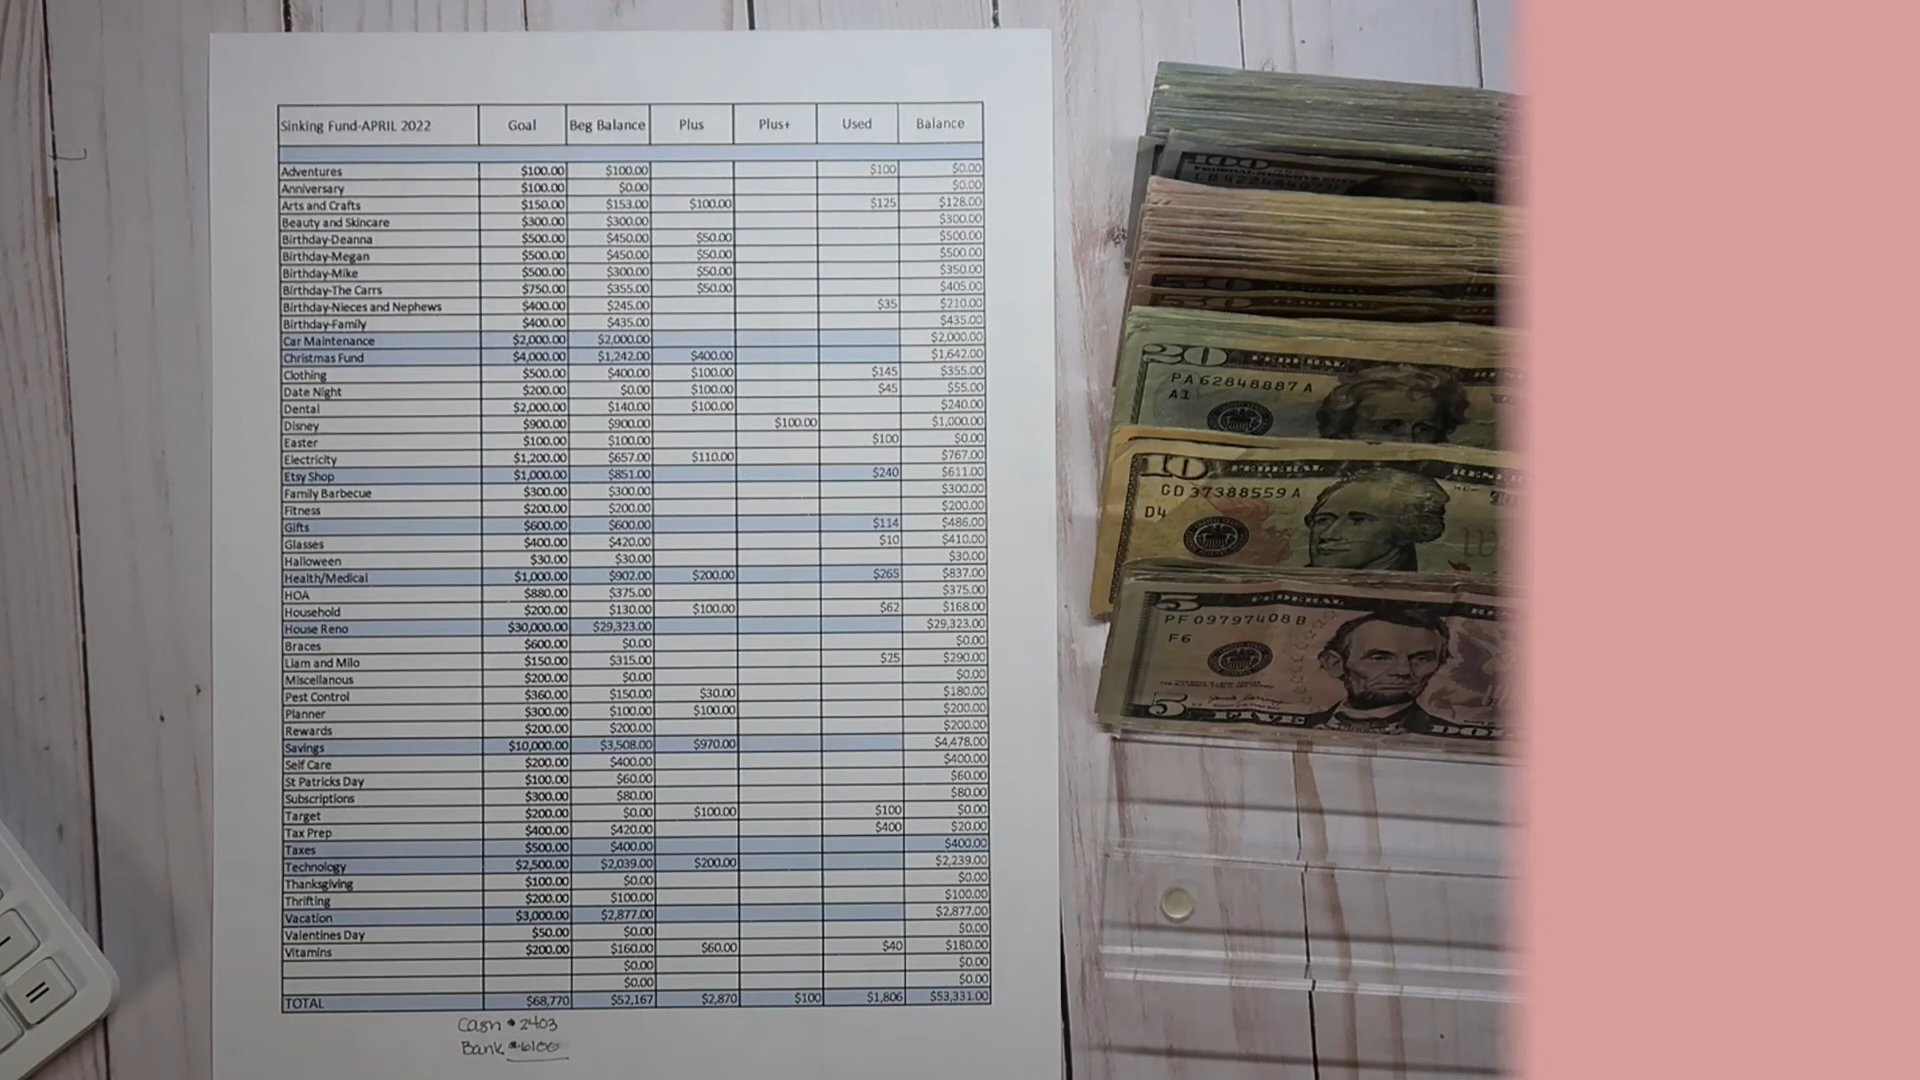 Sinking Fund-APRIL 2022 Goal Beg Balance Plus Plus+ Used Balance
Adventures $100.00 $100.00 $100 $0.00
Anniversary $100.00 $0.00 $0.00
Arts and Crafts $150.00 $153.00 $100.00 $125 $128.00
Beauty and Skincare $300.00 $300.00 $300.00
Birthday-Deanna $500.00 $450.00 $50.00 $500.00
Birthday-Megan $500.00 $450.00 $50.00 $500.00
Birthday-Mike $500.00 $300.00 $50.00 $350.00
Birthday-The Carrs $750.00 $355.00 $50.00 $405.00
Birthday-Nieces and Nephews $400.00 $245.00 $35 $210.00
Birthday-Family $400.00 $435.00 $435.00
Car Maintenance $2,000.00 $2,000.00 $2,000.00
Christmas Fund $4,000.00 $1,242.00 $400.00 $1,642.00
Clothing $500.00 $400.00 $100.00 $145 $355.00
Date Night $200.00 $0.00 $100.00 $45 $55.00
Dental $2,000.00 $140.00 $100.00 $240.00
Disney $900.00 $900.00 $100.00 $1,000.00
Easter $100.00 $100.00 $100 $0.00
Electricity $1,200.00 $657.00 $110.00 $767.00
Etsy Shop $1,000.00 $851.00 $240 $611.00
Family Barbecue $300.00 $300.00 $300.00
Fitness $200.00 $200.00 $200.00
Gifts $600.00 $600.00 $114 $486.00
Glasses $400.00 $420.00 $10 $410.00
Halloween $30.00 $30.00 $30.00
Health/Medical $1,000.00 $902.00 $200.00 $265 $837.00
HOA $880.00 $375.00 $375.00
Household $200.00 $130.00 $100.00 $62 $168.00
House Reno $30,000.00 $29,323.00 $29,323.00
Braces $600.00 $0.00 $0.00
Liam and Milo $150.00 $315.00 $25 $290.00
Miscellanous $200.00 $0.00 $0.00
Pest Control $360.00 $150.00 $30.00 $180.00
Planner $300.00 $100.00 $100.00 $200.00
Rewards $200.00 $200.00 $200.00
Savings $10,000.00 $3,508.00 $970.00 $4,478.00
Self Care $200.00 $400.00 $400.00
St Patricks Day $100.00 $60.00 $60.00
Subscriptions $300.00 $80.00 $80.00
Target $200.00 $0.00 $100.00 $100 $0.00
Tax Prep $400.00 $420.00 $400 $20.00
Taxes $500.00 $400.00 $400.00
Technology $2,500.00 $2,039.00 $200.00 $2,239.00
Thanksgiving $100.00 $0.00 $0.00
Thrifting $200.00 $100.00 $100.00
Vacation $3,000.00 $2,877.00 $2,877.00
Valentines Day $50.00 $0.00 $0.00
Vitamins $200.00 $160.00 $60.00 $40 $180.00
$0.00 $0.00
$0.00 $0.00
TOTAL $68,770 $52,167 $2,870 $100 $1,806 $53,331.00
Cash $2403
Bank $6100
100
50
20 FEDERAL
PA 62848887 A
A1
10 FEDERAL
GD 37388559 A
D4
5 FEDERAL
PF 09797408 B
F6
5 FIVE
=